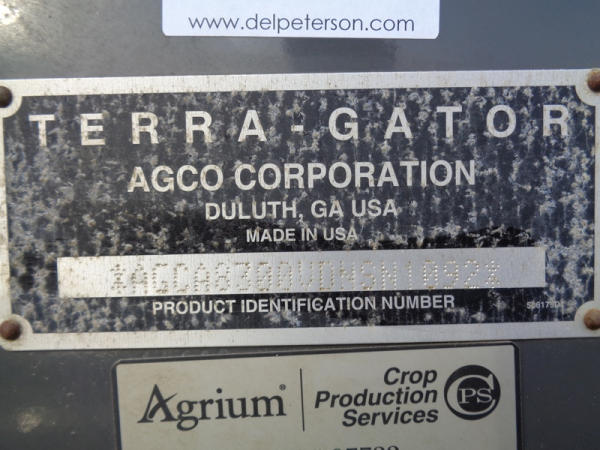 www.delpeterson.com
TERRA-GATOR
AGCO CORPORATION
DULUTH, GA USA
MADE IN USA
*AGCA8300VDNSN1092*
PRODUCT IDENTIFICATION NUMBER
Agrium
Crop
Production
Services
CPS